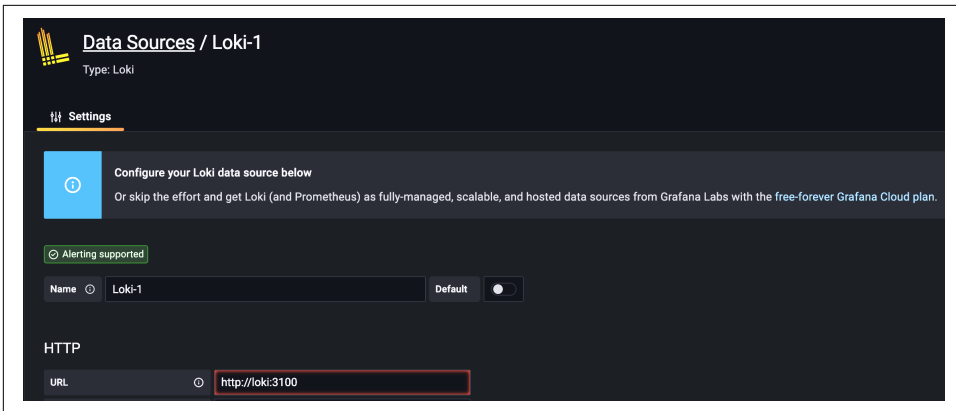 Data Sources / Loki-1
Type: Loki
Settings
Configure your Loki data source below
Or skip the effort and get Loki (and Prometheus) as fully-managed, scalable, and hosted data sources from Grafana Labs with the free-forever Grafana Cloud plan.
Alerting supported
Name Loki-1 Default
HTTP
URL http://loki:3100